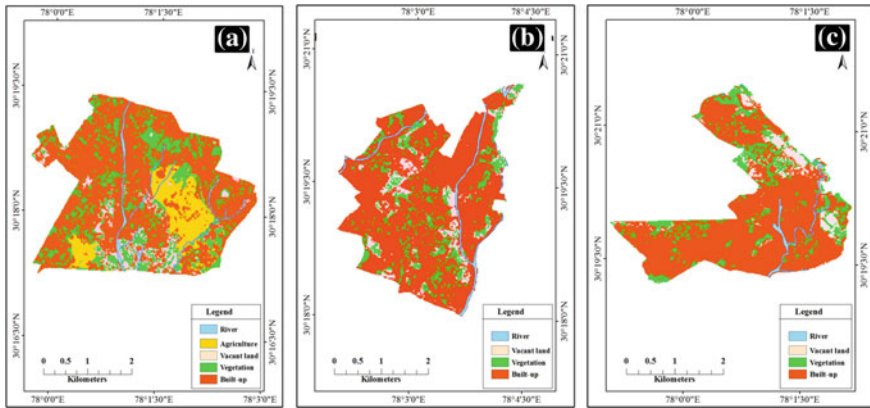 78°0'0"E 78°1'30"E
(a)
30°19'30"N
30°19'30"N
30°18'0"N
30°18'0"N
30°16'30"N
30°16'30"N
Legend
River
Agriculture
Vacant land
Vegetation
Built-up
0 0.5 1 2
Kilometers
78°0'0"E 78°1'30"E 78°3'0"E
78°3'0"E 78°4'30"E
(b)
30°21'0"N
30°21'0"N
30°19'30"N
30°19'30"N
30°18'0"N
30°18'0"N
Legend
River
Vacant land
Vegetation
Built-up
0 0.5 1 2
Kilometers
78°3'0"E 78°4'30"E
78°0'0"E 78°1'30"E
(c)
30°21'0"N
30°21'0"N
30°19'30"N
30°19'30"N
Legend
River
Vacant land
Vegetation
Built-up
0 0.5 1 2
Kilometers
78°0'0"E 78°1'30"E